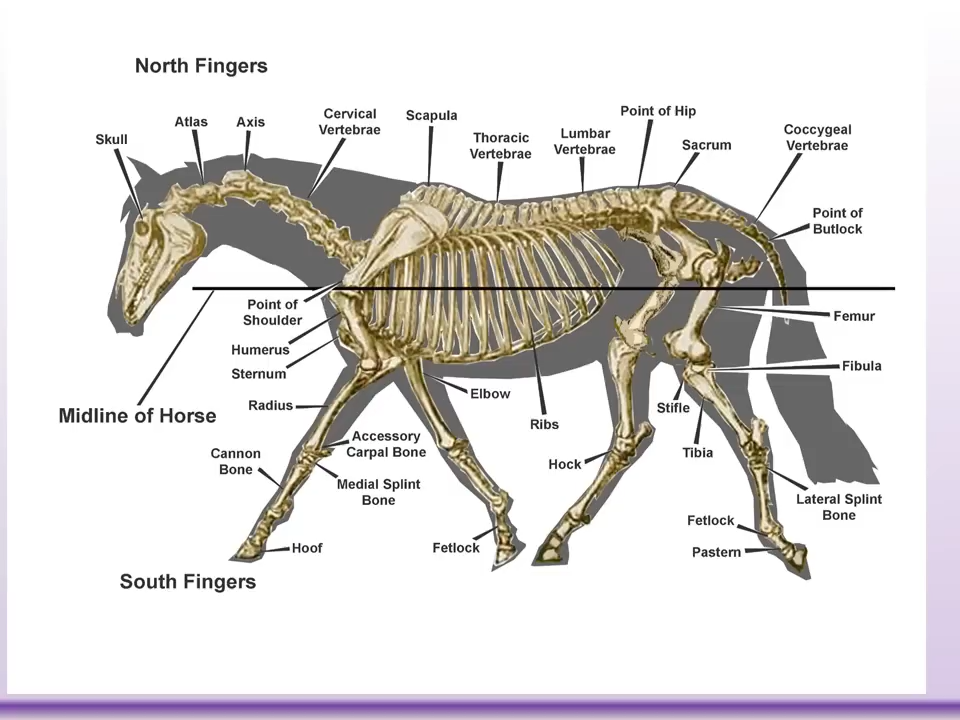 North Fingers
Skull
Atlas
Axis
Cervical
Vertebrae
Scapula
Thoracic
Vertebrae
Lumbar
Vertebrae
Point of Hip
Sacrum
Coccygeal
Vertebrae
Point of
Butlock
Point of
Shoulder
Humerus
Sternum
Femur
Fibula
Midline of Horse
Radius
Elbow
Ribs
Stifle
Tibia
Accessory
Carpal Bone
Cannon
Bone
Medial Splint
Bone
Hock
Lateral Splint
Bone
Hoof
Fetlock
Fetlock
Pastern
South Fingers